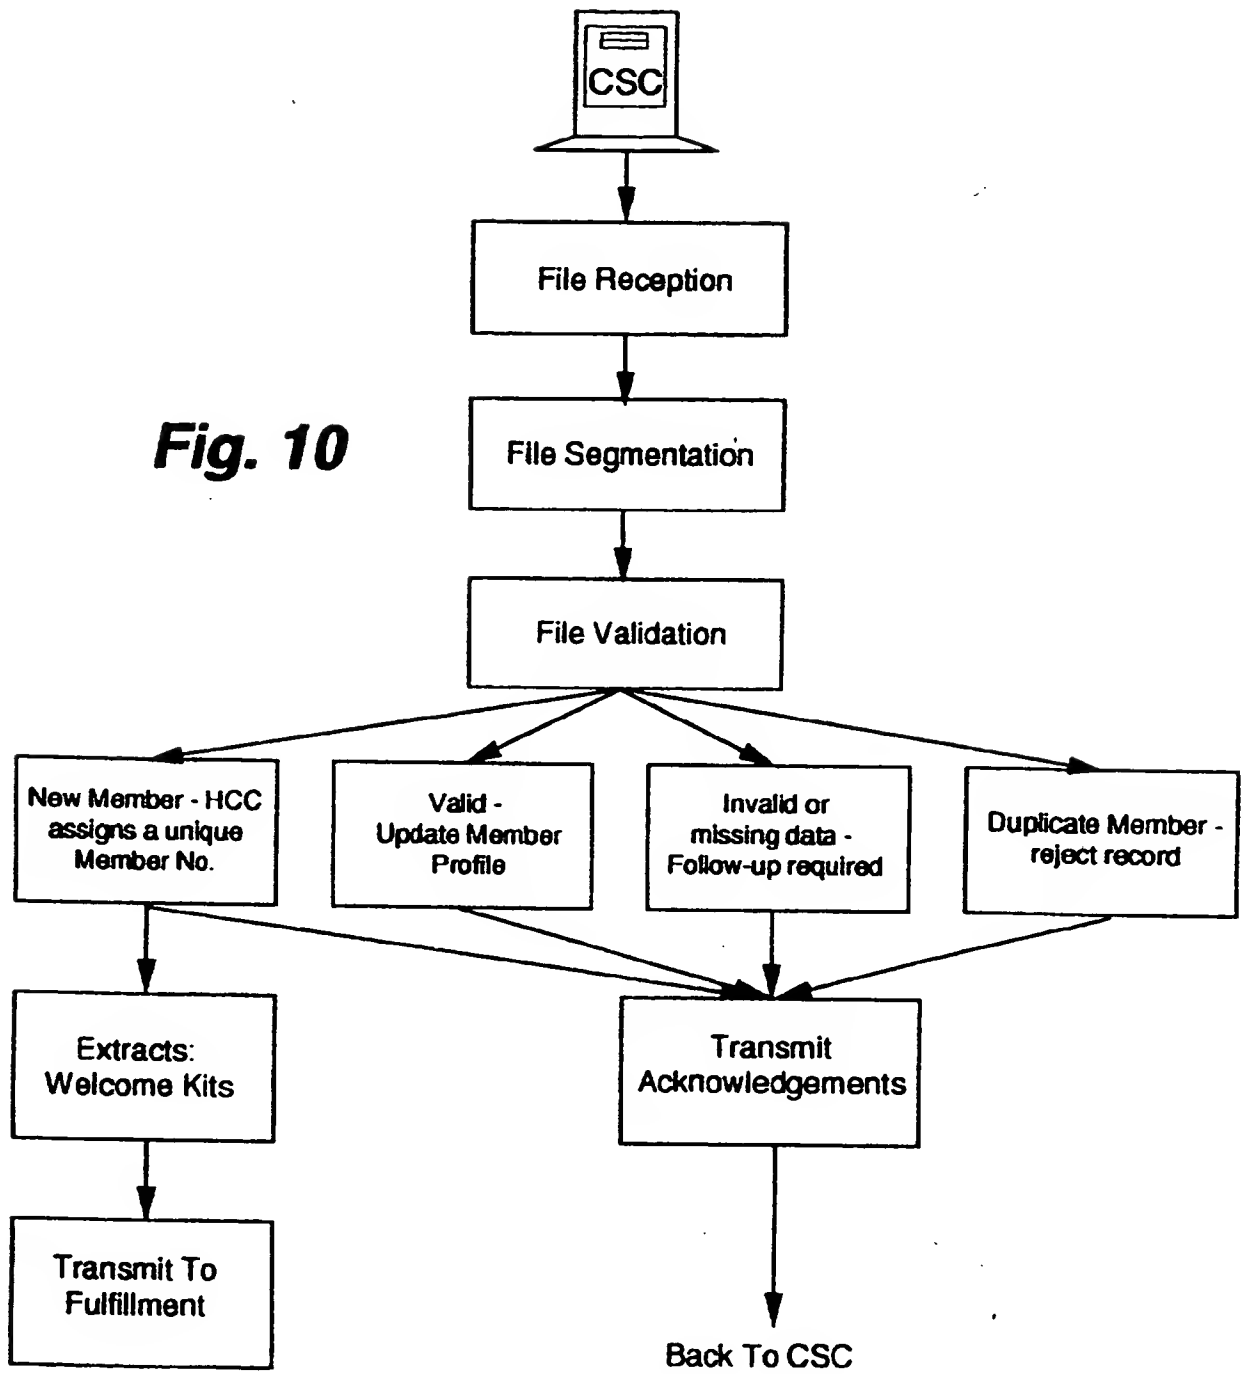 CSC
File Reception
Fig. 10
File Segmentation
File Validation
New Member - HCC
assigns a unique
Member No.
Valid -
Update Member
Profile
Invalid or
missing data -
Follow-up required
Duplicate Member -
reject record
Extracts:
Welcome Kits
Transmit
Acknowledgements
Transmit To
Fulfillment
Back To CSC